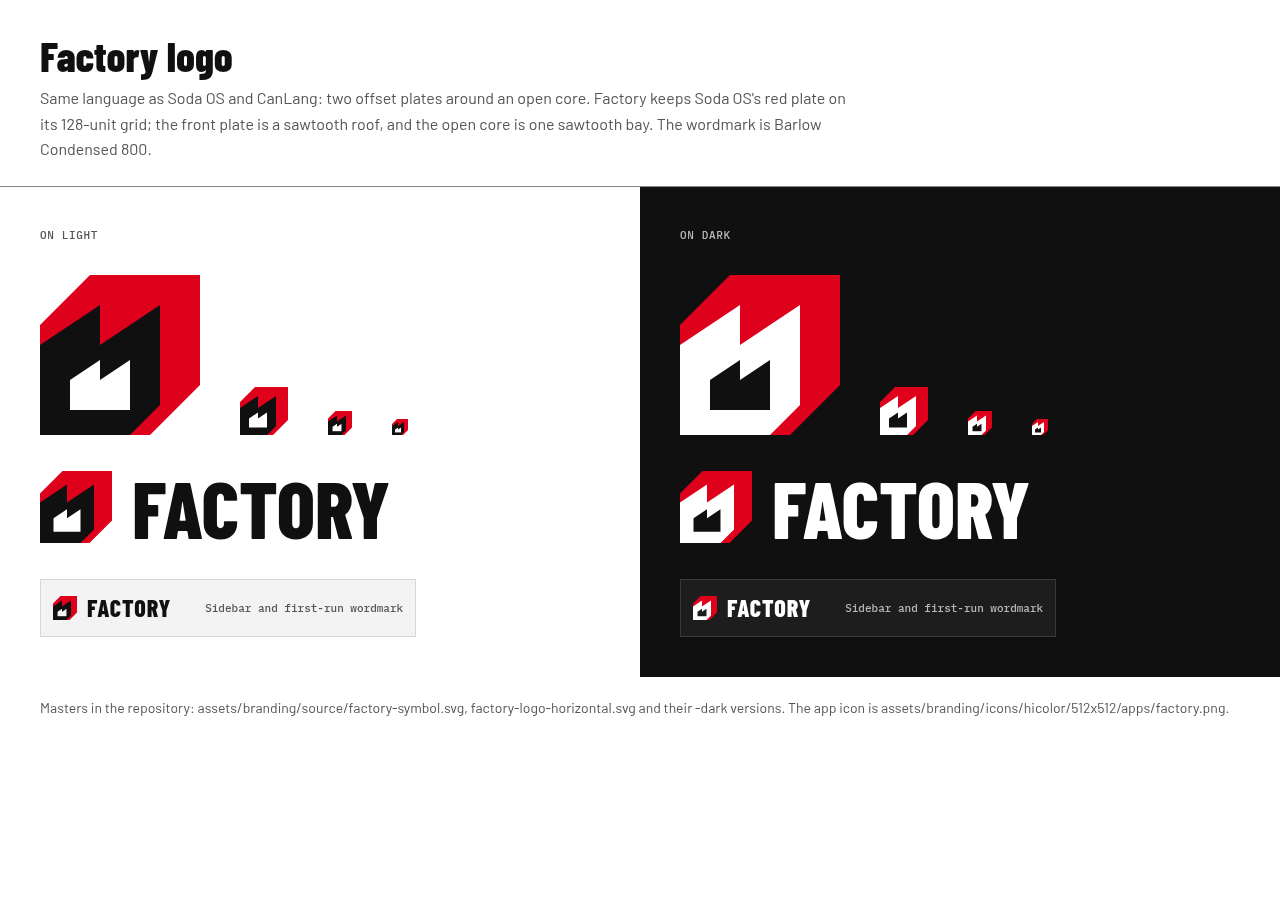 Factory logo
Same language as Soda OS and CanLang: two offset plates around an open core. Factory keeps Soda OS's red plate on
its 128-unit grid; the front plate is a sawtooth roof, and the open core is one sawtooth bay. The wordmark is Barlow
Condensed 800.
ON LIGHT
FACTORY
FACTORY Sidebar and first-run wordmark
ON DARK
FACTORY
FACTORY Sidebar and first-run wordmark
Masters in the repository: assets/branding/source/factory-symbol.svg, factory-logo-horizontal.svg and their -dark versions. The app icon is assets/branding/icons/hicolor/512x512/apps/factory.png.